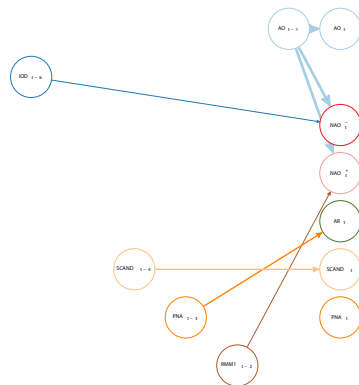 AO t − 1
AO t
IOD t − 6
NAO − t
NAO + t
AR t
SCAND t − 4
SCAND t
PNA t − 3
PNA t
RMM1 t − 2